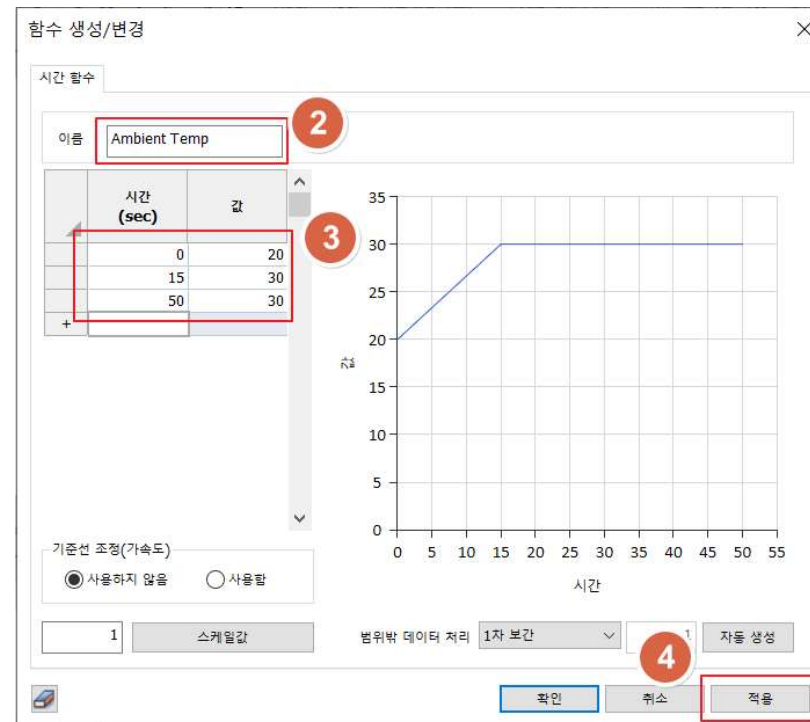 함수 생성/변경
시간 함수
이름
Ambient Temp
2
시간
(sec)
값
3
0 20
15 30
50 30
+
35
30
25
20
15
10
5
0
값
0 5 10 15 20 25 30 35 40 45 50 55
시간
기준선 조정(가속도)
사용하지 않음 사용함
1 스케일값
범위밖 데이터 처리 1차 보간 1 자동 생성
4
확인 취소 적용